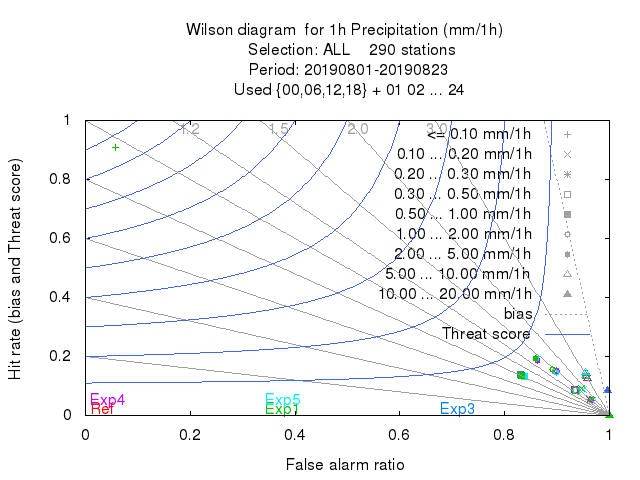 Wilson diagram for 1h Precipitation (mm/1h)
Selection: ALL 290 stations
Period: 20190801-20190823
Used {00,06,12,18} + 01 02 ... 24
1.2 1.5 2.0 3.0
<= 0.10 mm/1h
0.10 ... 0.20 mm/1h
0.20 ... 0.30 mm/1h
0.30 ... 0.50 mm/1h
0.50 ... 1.00 mm/1h
1.00 ... 2.00 mm/1h
2.00 ... 5.00 mm/1h
5.00 ... 10.00 mm/1h
10.00 ... 20.00 mm/1h
bias
Threat score
1
0.8
0.6
0.4
0.2
0
Hit rate (bias and Threat score)
Exp4 Exp5
Ref Exp1 Exp3
0 0.2 0.4 0.6 0.8 1
False alarm ratio